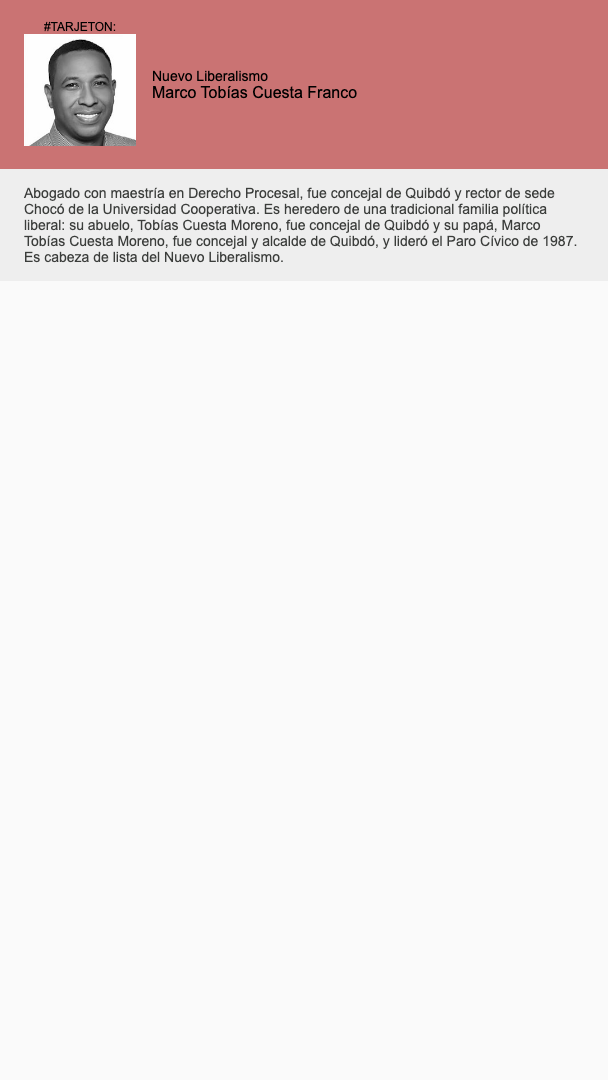 #TARJETON:
Nuevo Liberalismo
Marco Tobías Cuesta Franco
Abogado con maestría en Derecho Procesal, fue concejal de Quibdó y rector de sede
Chocó de la Universidad Cooperativa. Es heredero de una tradicional familia política
liberal: su abuelo, Tobías Cuesta Moreno, fue concejal de Quibdó y su papá, Marco
Tobías Cuesta Moreno, fue concejal y alcalde de Quibdó, y lideró el Paro Cívico de 1987.
Es cabeza de lista del Nuevo Liberalismo.